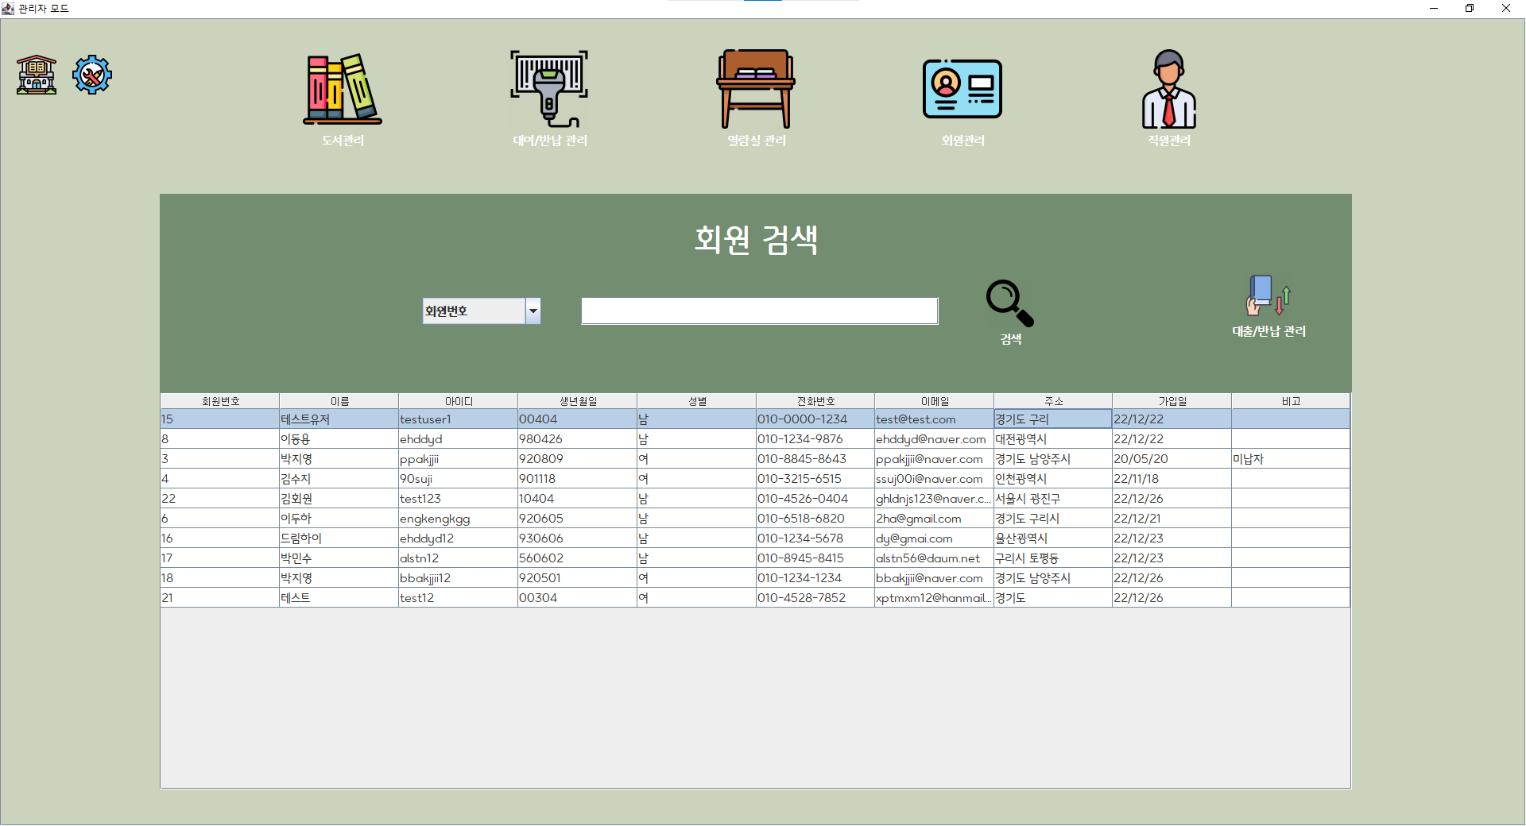 관리자 모드
도서관리 대여/반납 관리 열람실 관리 회원관리 직원관리
회원 검색
회원번호
검색
대출/반납 관리
회원번호 이름 아이디 생년월일 성별 전화번호 이메일 주소 가입일 비고
15 테스트유저 testuser1 00404 남 010-0000-1234 test@test.com 경기도 구리 22/12/22
8 이동용 ehddyd 980426 남 010-1234-9876 ehddyd@naver.com 대전광역시 22/12/22
3 박지영 ppakjjii 920809 여 010-8845-8643 ppakjjii@naver.com 경기도 남양주시 20/05/20 미납자
4 김수지 90suji 901118 여 010-3215-6515 ssuj00i@naver.com 인천광역시 22/11/18
22 김회원 test123 10404 남 010-4526-0404 ghldnjs123@naver.c... 서울시 광진구 22/12/26
6 이두하 engkengkgg 920605 남 010-6518-6820 2ha@gmail.com 경기도 구리시 22/12/21
16 드림하이 ehddyd12 930606 남 010-1234-5678 dy@gmai.com 울산광역시 22/12/23
17 박민수 alstn12 560602 남 010-8945-8415 alstn56@daum.net 구리시 토평동 22/12/23
18 박지영 bbakjjii12 920501 여 010-1234-1234 bbakjjii@naver.com 경기도 남양주시 22/12/26
21 테스트 test12 00304 여 010-4528-7852 xptmxm12@hanmail... 경기도 22/12/26